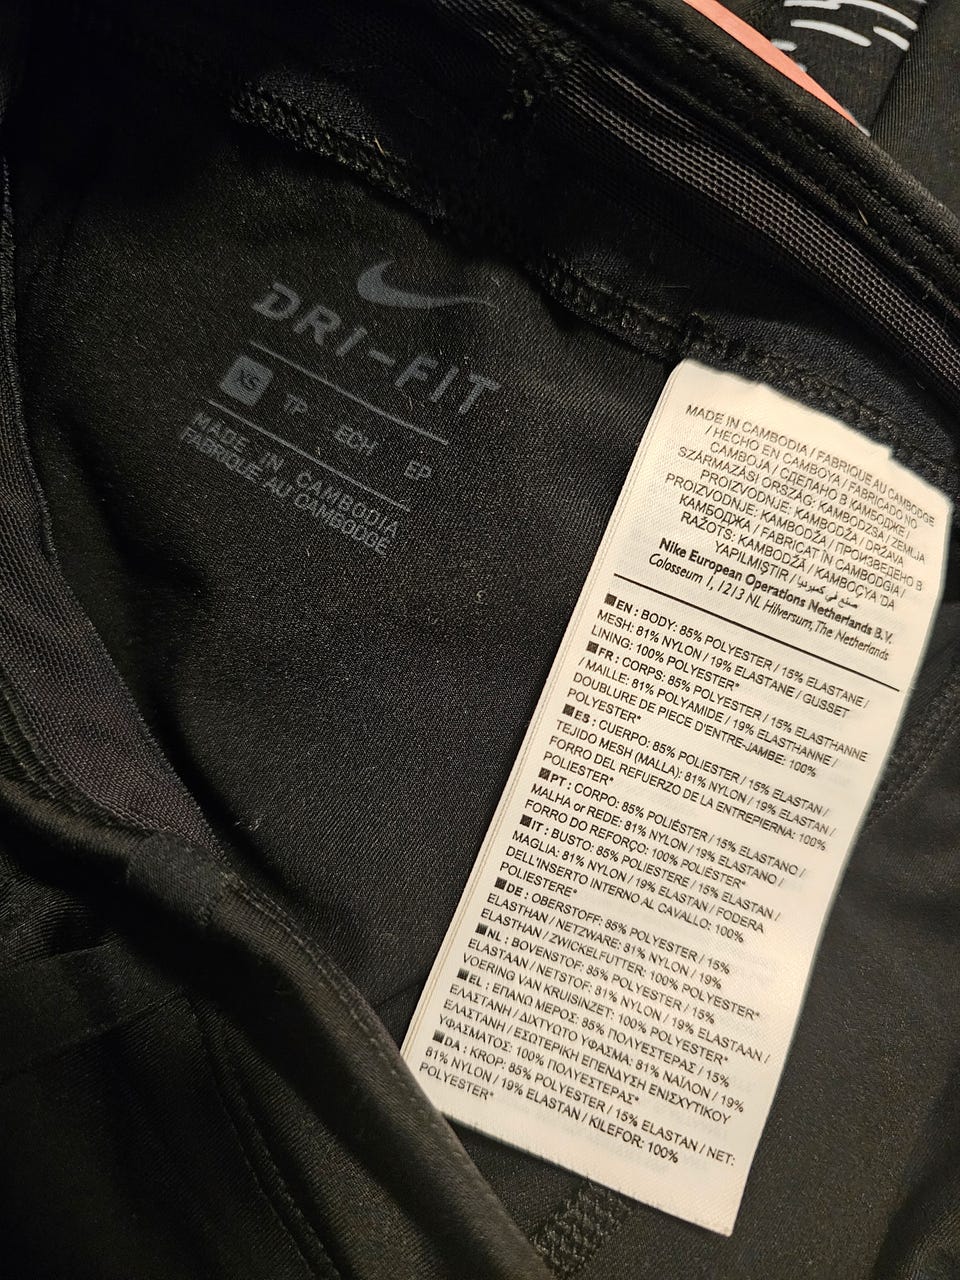 DRI-FIT
XS TP ECH EP
MADE IN CAMBODIA
FABRIQUÉ AU CAMBODGE
MADE IN CAMBODIA / FABRIQUE AU CAMBODGE
/ HECHO EN CAMBOYA / FABRICADO NO
CAMBOJA / СДЕЛАНО В КАМБОДЖЕ /
SZÁRMAZÁSI ORSZÁG: KAMBODZSA / ZEMLJA
PROIZVODNJE: KAMBODŽA / DRŽAVA
PROIZVODNJE: KAMBODŽA / ПРОИЗВЕДЕНО В
КАМБОДЖА / FABRICAT ÎN CAMBODGIA /
RAŽOTS: KAMBODŽĀ / KAMBOÇYA 'DA
YAPILMIŞTIR / صنع في كمبوديا
Nike European Operations Netherlands B.V.
Colosseum 1, 1213 NL Hilversum, The Netherlands
EN : BODY: 85% POLYESTER / 15% ELASTANE /
MESH: 81% NYLON / 19% ELASTANE / GUSSET
LINING: 100% POLYESTER*
FR : CORPS: 85% POLYESTER / 15% ELASTHANNE
/ MAILLE: 81% POLYAMIDE / 19% ELASTHANNE /
DOUBLURE DE PIECE D'ENTRE-JAMBE: 100%
POLYESTER*
ES : CUERPO: 85% POLIÉSTER / 15% ELASTAN /
TEJIDO MESH (MALLA): 81% NYLON / 19% ELASTAN /
FORRO DEL REFUERZO DE LA ENTREPIERNA: 100%
POLIÉSTER*
PT : CORPO: 85% POLIÉSTER / 15% ELASTANO /
MALHA or REDE: 81% NYLON / 19% ELASTANO /
FORRO DO REFORÇO: 100% POLIÉSTER*
IT : BUSTO: 85% POLIESTERE / 15% ELASTAN /
MAGLIA: 81% NYLON / 19% ELASTAN / FODERA
DELL'INSERTO INTERNO AL CAVALLO: 100%
POLIESTERE*
DE : OBERSTOFF: 85% POLYESTER / 15%
ELASTHAN / NETZWARE: 81% NYLON / 19%
ELASTHAN / ZWICKELFUTTER: 100% POLYESTER*
NL : BOVENSTOF: 85% POLYESTER / 15%
ELASTAAN / NETSTOF: 81% NYLON / 19% ELASTAAN /
VOERING VAN KRUISINZET: 100% POLYESTER*
EL : ΕΠΑΝΩ ΜΕΡΟΣ: 85% ΠΟΛΥΕΣΤΕΡΑΣ / 15%
ΕΛΑΣΤΑΝΗ / ΔΙΧΤΥΩΤΟ ΥΦΑΣΜΑ: 81% ΝΑΪΛΟΝ / 19%
ΕΛΑΣΤΑΝΗ / ΕΣΩΤΕΡΙΚΗ ΕΠΕΝΔΥΣΗ ΕΝΙΣΧΥΤΙΚΟΥ
ΥΦΑΣΜΑΤΟΣ: 100% ΠΟΛΥΕΣΤΕΡΑΣ*
DA : KROP: 85% POLYESTER / 15% ELASTAN / NET:
81% NYLON / 19% ELASTAN / KILEFOR: 100%
POLYESTER*